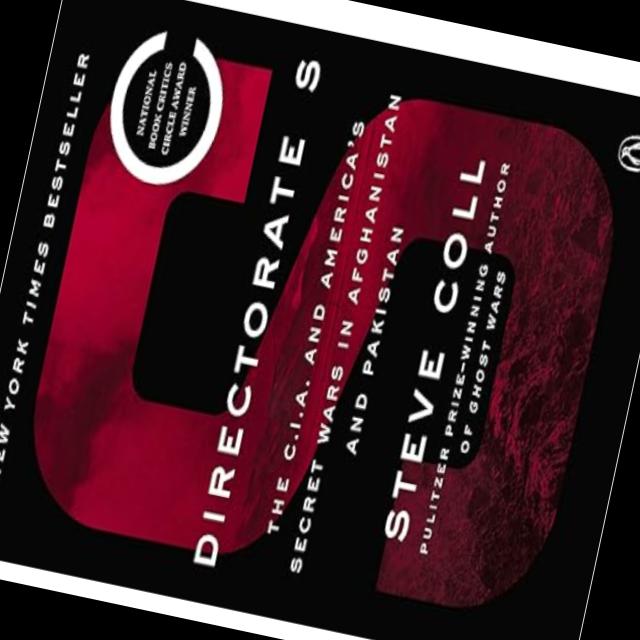 NEW YORK TIMES BESTSELLER
NATIONAL
BOOK CRITICS
CIRCLE AWARD
WINNER
DIRECTORATE S
THE C.I.A. AND AMERICA'S
SECRET WARS IN AFGHANISTAN
AND PAKISTAN
STEVE COLL
PULITZER PRIZE-WINNING AUTHOR
OF GHOST WARS